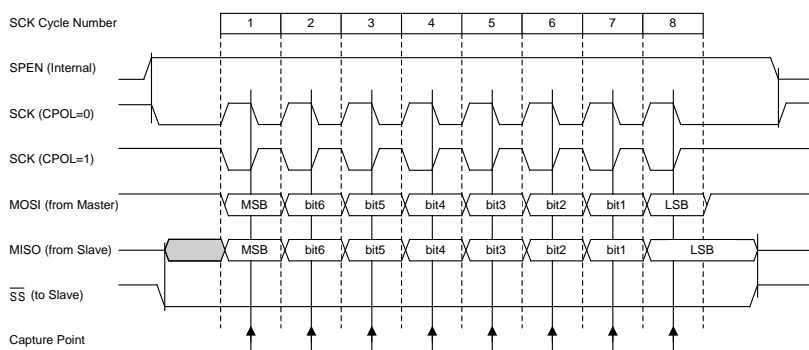 SCK Cycle Number 1 2 3 4 5 6 7 8
SPEN (Internal)
SCK (CPOL=0)
SCK (CPOL=1)
MOSI (from Master) MSB bit6 bit5 bit4 bit3 bit2 bit1 LSB
MISO (from Slave) MSB bit6 bit5 bit4 bit3 bit2 bit1 LSB
S̅S̅ (to Slave)
Capture Point